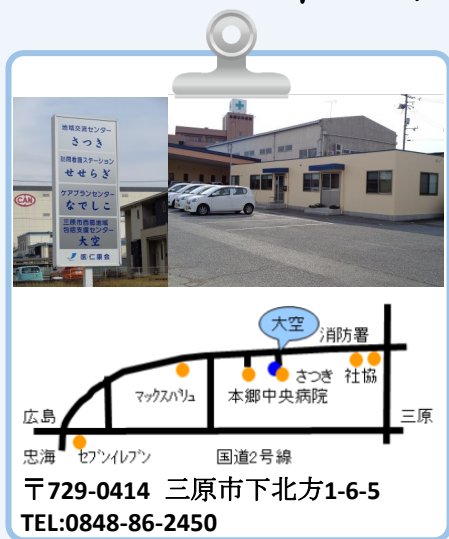 地域交流センター
さつき
訪問看護ステーション
せせらぎ
ケアプランセンター
なでしこ
三原市西部地域
包括支援センター
大空
医)仁康会
CAN
大空
消防署
マックスバリュ
本郷中央病院
さつき
社協
広島
三原
忠海
セブンイレブン
国道2号線
〒729-0414 三原市下北方1-6-5
TEL:0848-86-2450